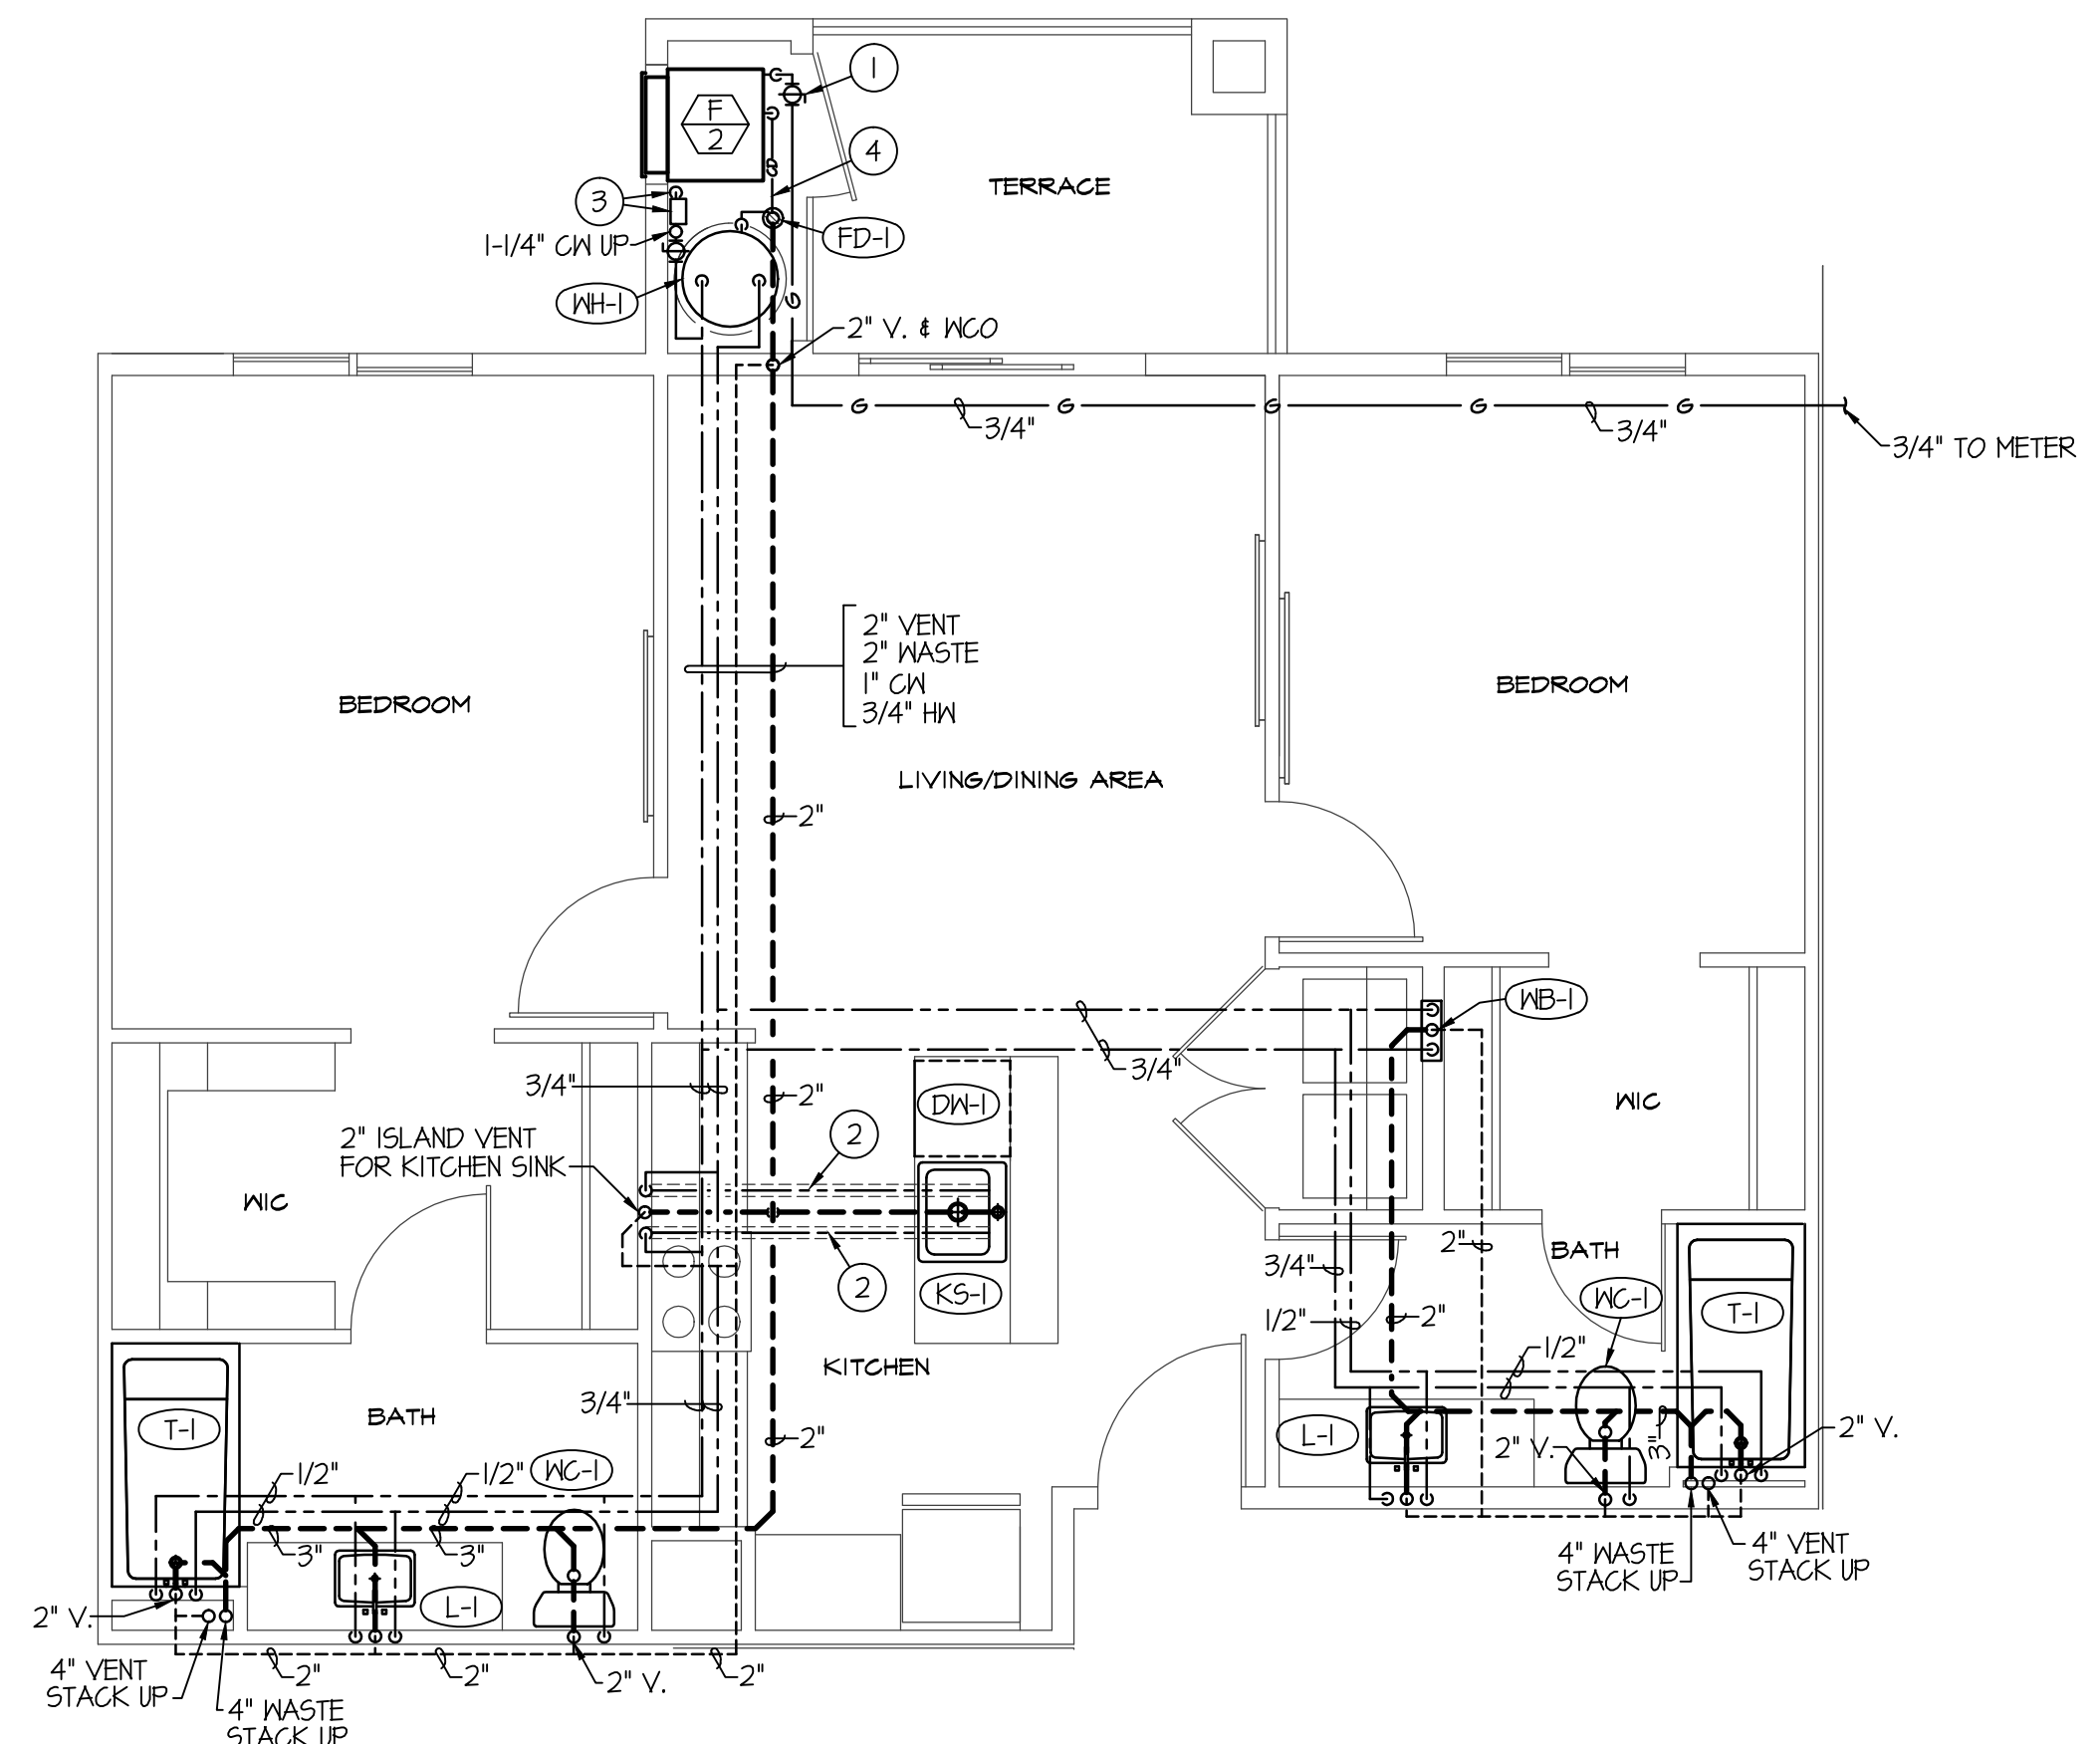 1
F
2
4
3
TERRACE
1-1/4" CW UP
FD-1
WH-1
G
2" V. & WCO
G G G G G
3/4"
3/4"
3/4" TO METER
2" VENT
2" WASTE
1" CW
3/4" HW
BEDROOM
BEDROOM
LIVING/DINING AREA
2"
WB-1
3/4"
3/4"
2"
DW-1
WIC
2
2" ISLAND VENT
FOR KITCHEN SINK
WIC
2"
BATH
3/4"
2
KS-1
WC-1
T-1
1/2"
2"
1/2"
KITCHEN
3/4"
BATH
T-1
L-1
2" V.
3"
2" V.
2"
1/2"
1/2"
WC-1
3"
3"
4" WASTE
STACK UP
4" VENT
STACK UP
L-1
2" V.
4" VENT
STACK UP
2"
2"
2" V.
2"
4" WASTE
STACK UP